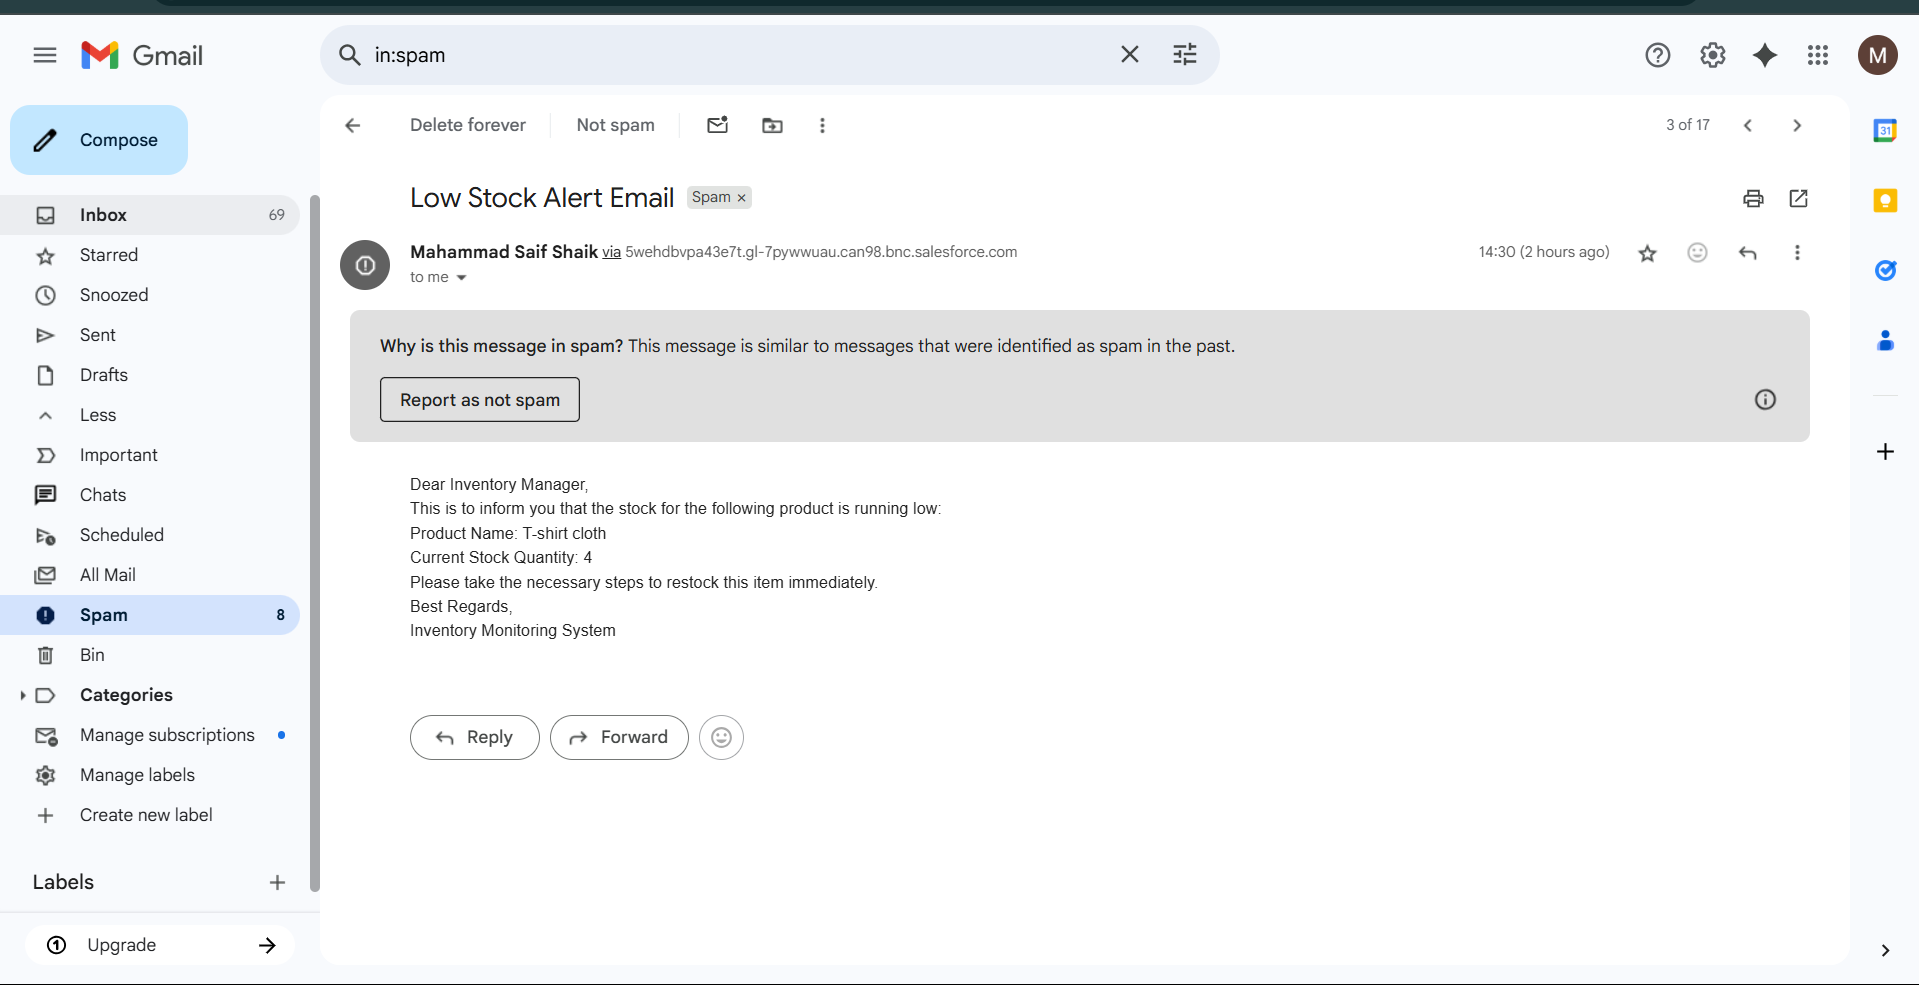 Gmail
in:spam
M
Compose
Inbox 69
Starred
Snoozed
Sent
Drafts
Less
Important
Chats
Scheduled
All Mail
Spam 8
Bin
Categories
Manage subscriptions
Manage labels
Create new label
Labels
1 Upgrade
Delete forever Not spam 3 of 17
Low Stock Alert Email Spam ×
Mahammad Saif Shaik via 5wehdbvpa43e7t.gl-7pywwuau.can98.bnc.salesforce.com 14:30 (2 hours ago)
to me
Why is this message in spam? This message is similar to messages that were identified as spam in the past.
Report as not spam
Dear Inventory Manager,
This is to inform you that the stock for the following product is running low:
Product Name: T-shirt cloth
Current Stock Quantity: 4
Please take the necessary steps to restock this item immediately.
Best Regards,
Inventory Monitoring System
Reply Forward
31